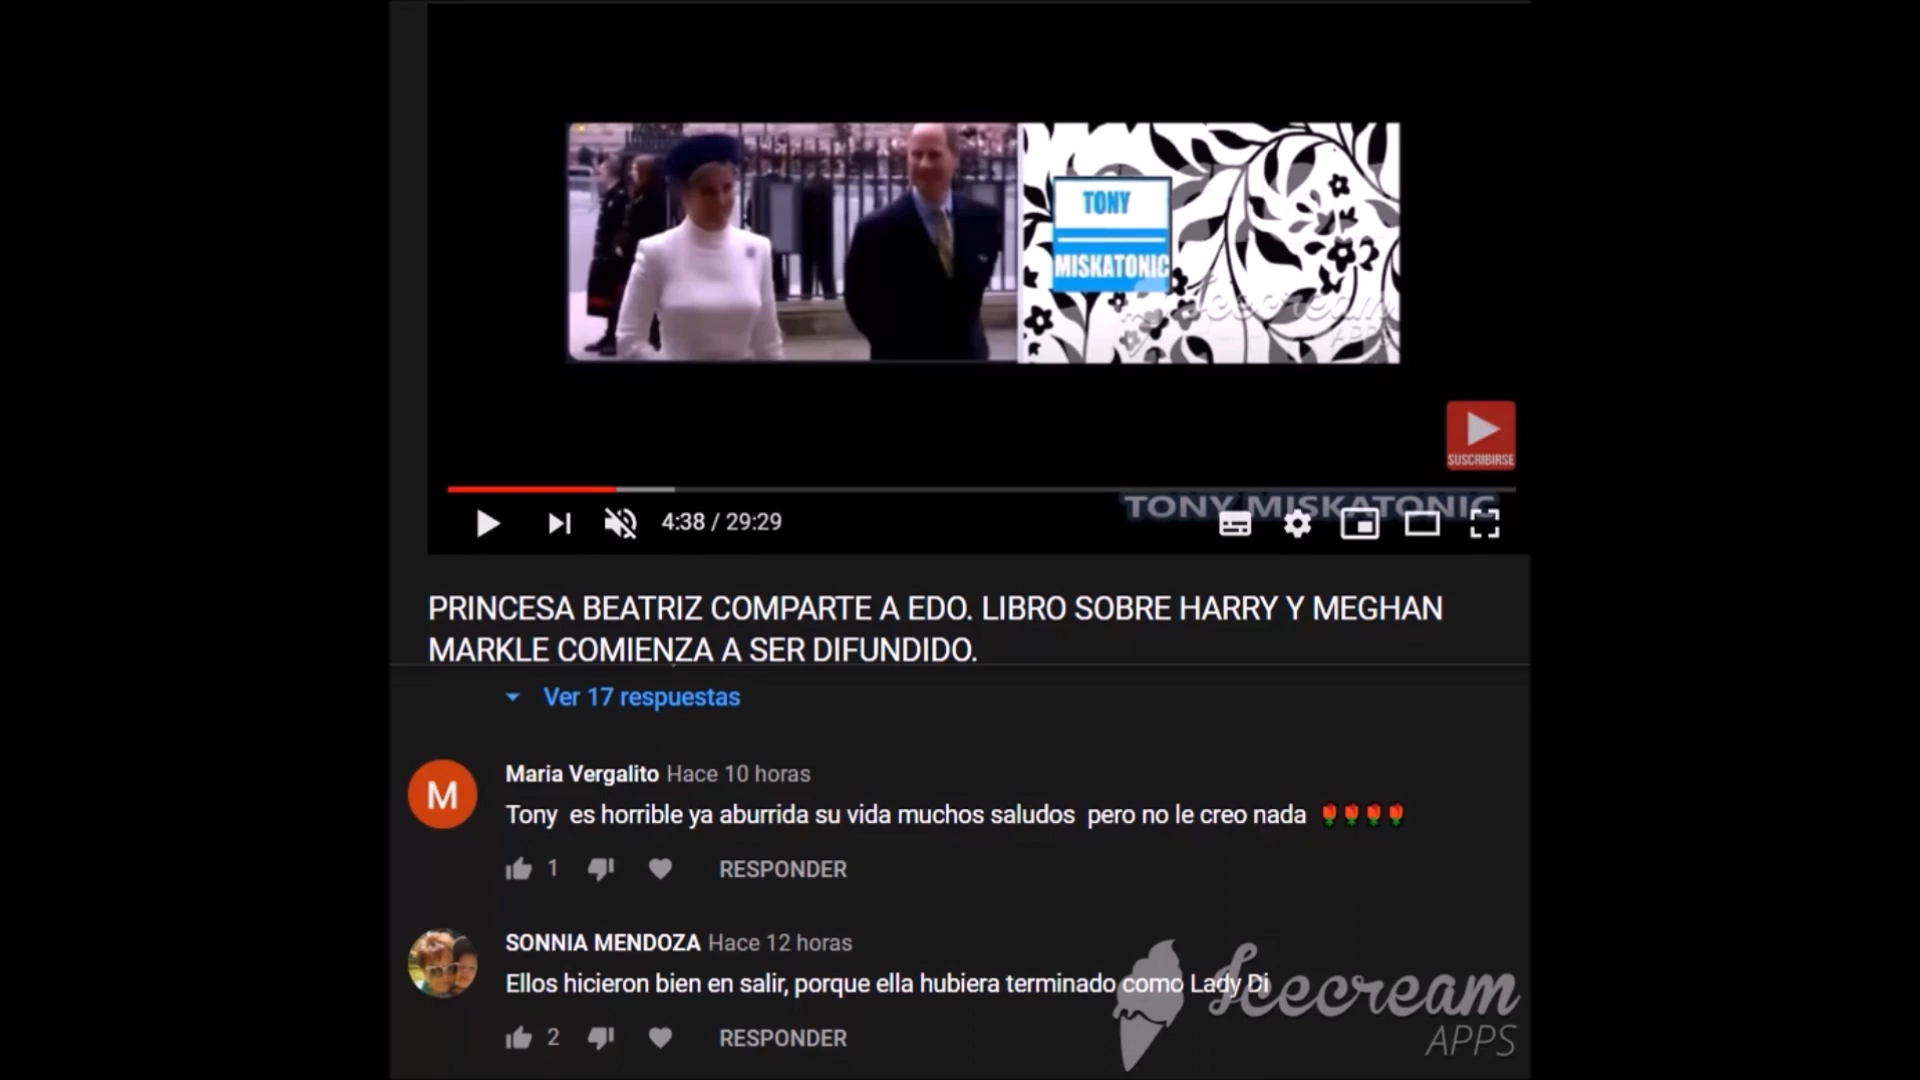 TONY
MISKATONIC
Icecream
APPS
SUSCRIBIRSE
TONY MISKATONIC
4:38 / 29:29
PRINCESA BEATRIZ COMPARTE A EDO. LIBRO SOBRE HARRY Y MEGHAN
MARKLE COMIENZA A SER DIFUNDIDO.
Ver 17 respuestas
M
Maria Vergalito Hace 10 horas
Tony es horrible ya aburrida su vida muchos saludos pero no le creo nada 🌹🌹🌹🌹
1 RESPONDER
SONNIA MENDOZA Hace 12 horas
Ellos hicieron bien en salir, porque ella hubiera terminado como Lady Di
2 RESPONDER
Icecream
APPS